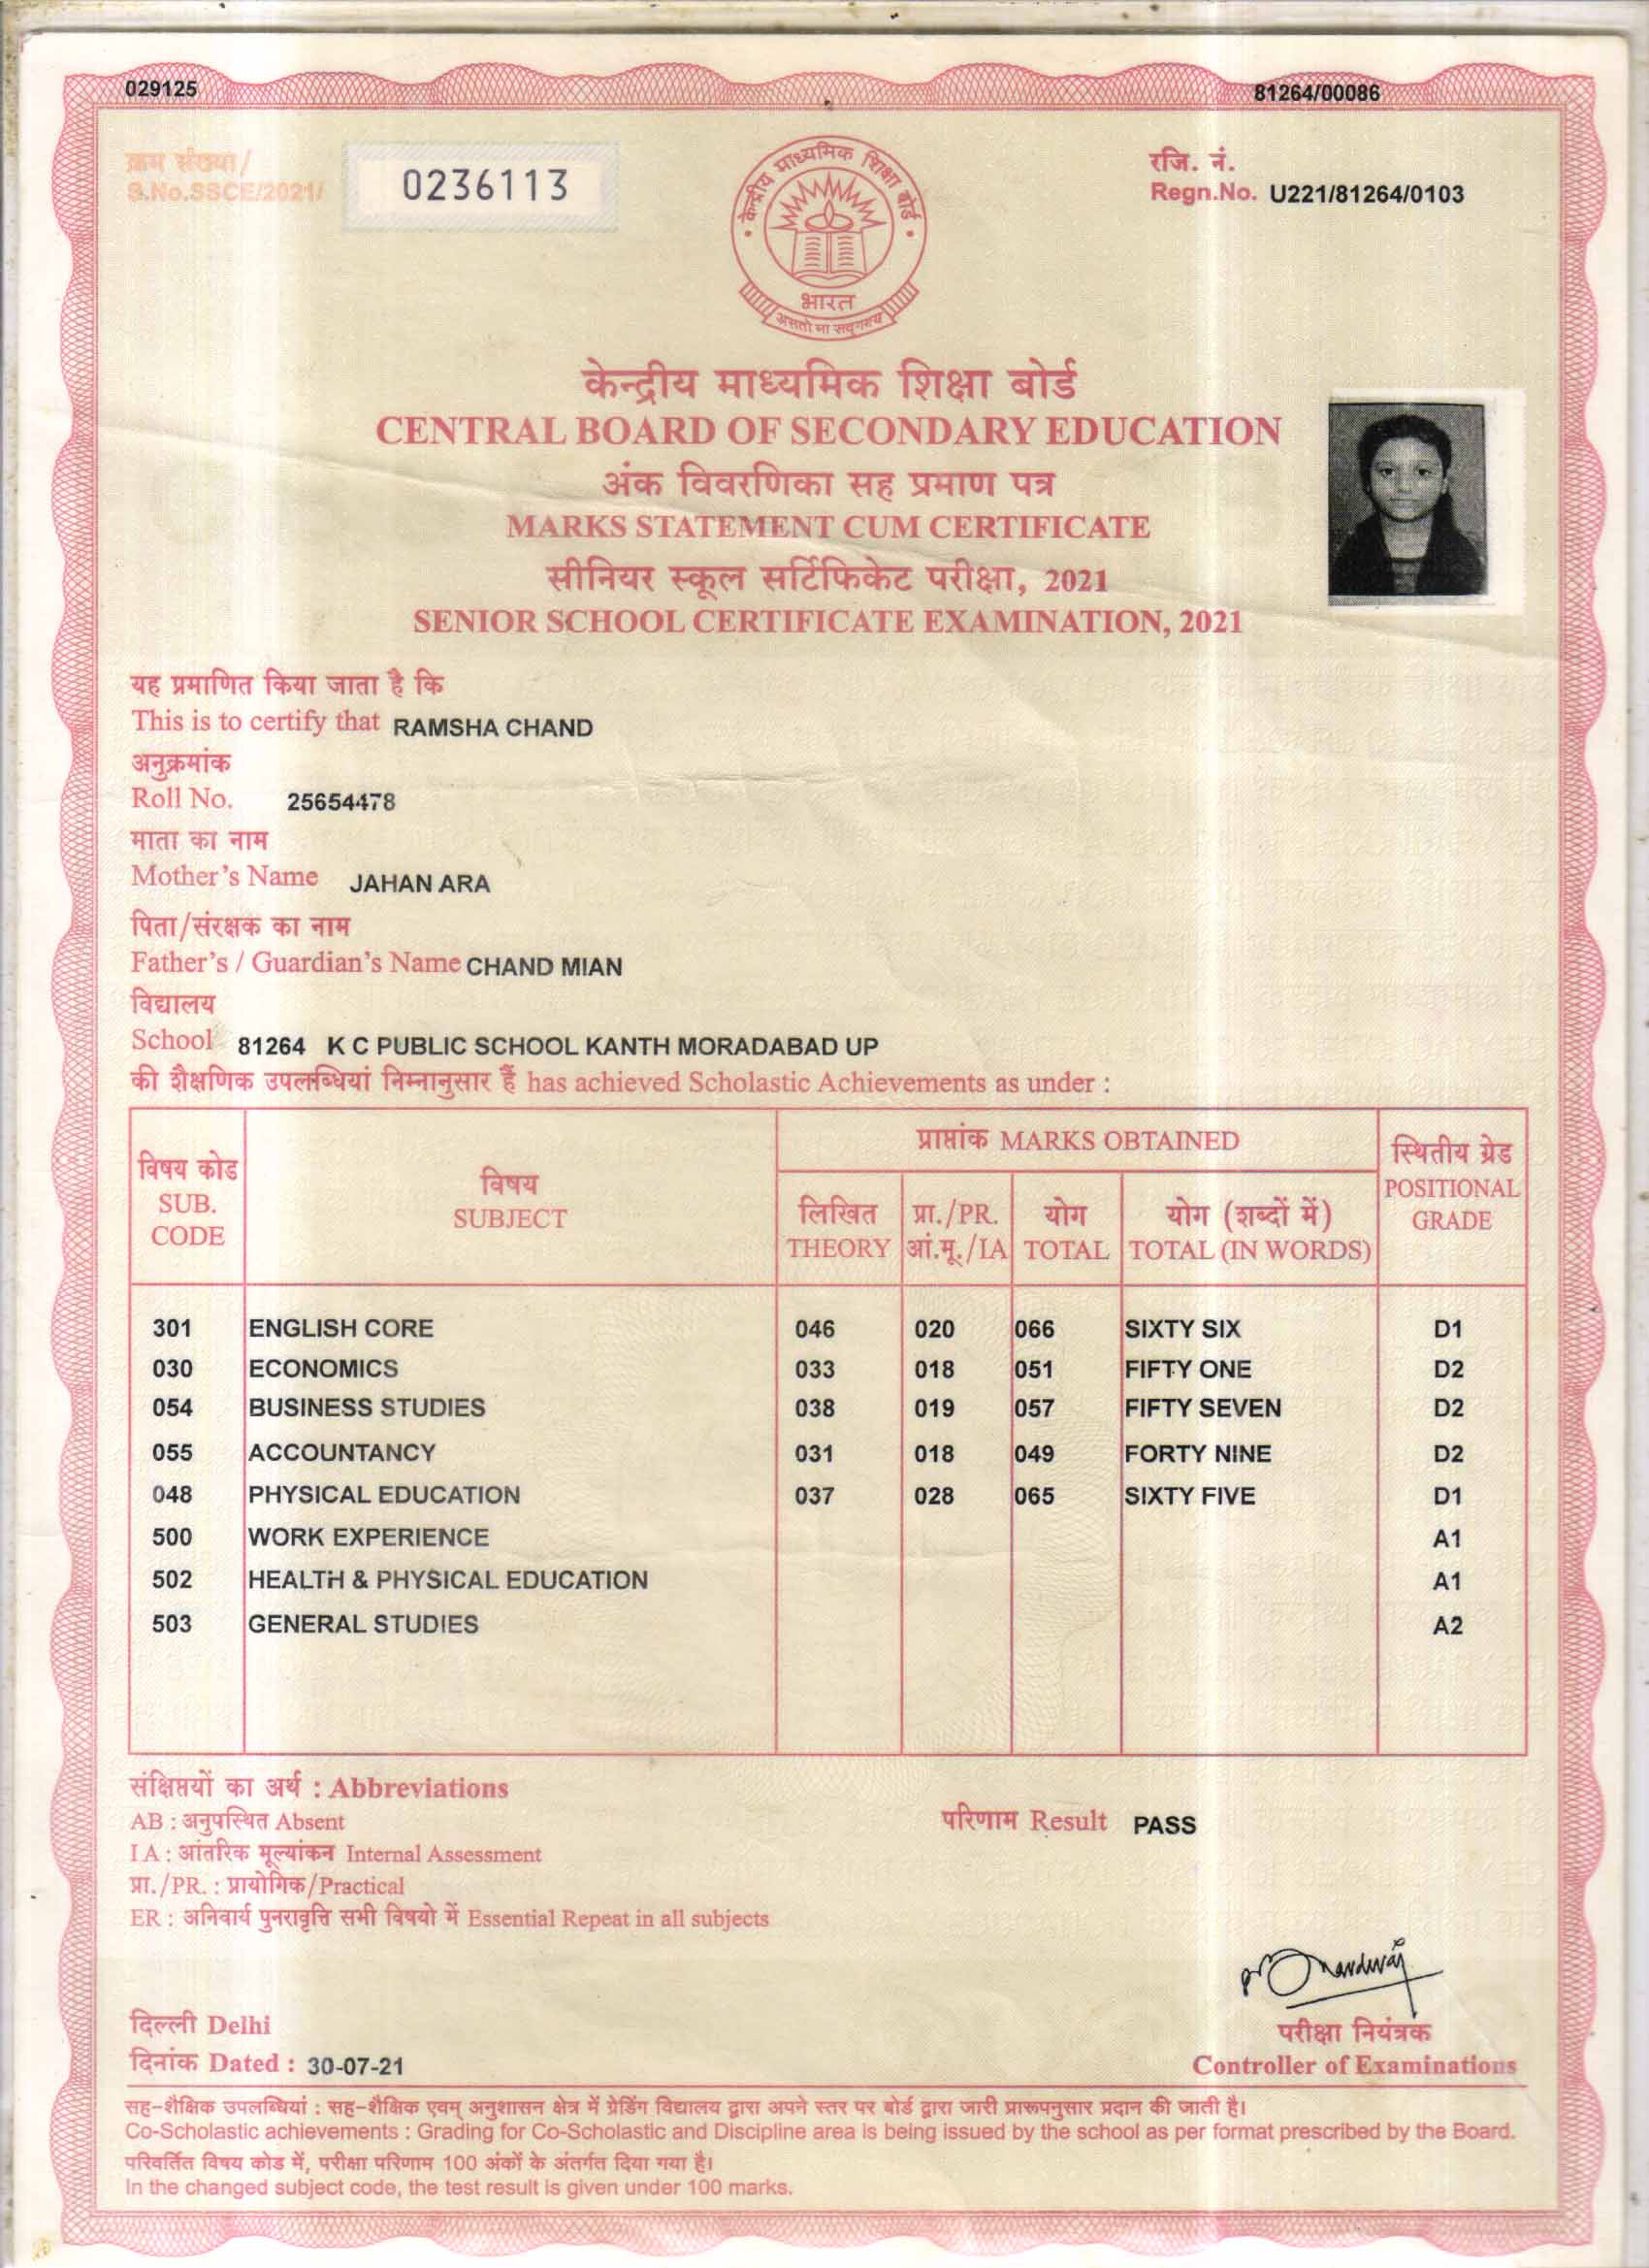 029125
81264/00086
क्रम संख्या/
S.No.SSCE/2021/
0236113
रजि. नं.
Regn.No. U221/81264/0103
केन्द्रीय माध्यमिक शिक्षा बोर्ड
भारत
असतो मा सद्गमय
केन्द्रीय माध्यमिक शिक्षा बोर्ड
CENTRAL BOARD OF SECONDARY EDUCATION
अंक विवरणिका सह प्रमाण पत्र
MARKS STATEMENT CUM CERTIFICATE
सीनियर स्कूल सर्टिफिकेट परीक्षा, 2021
SENIOR SCHOOL CERTIFICATE EXAMINATION, 2021
यह प्रमाणित किया जाता है कि
This is to certify that RAMSHA CHAND
अनुक्रमांक
Roll No. 25654478
माता का नाम
Mother's Name JAHAN ARA
पिता/संरक्षक का नाम
Father's / Guardian's Name CHAND MIAN
विद्यालय
School 81264 K C PUBLIC SCHOOL KANTH MORADABAD UP
की शैक्षणिक उपलब्धियां निम्नानुसार हैं has achieved Scholastic Achievements as under :
विषय कोड
SUB.
CODE
विषय
SUBJECT
प्राप्तांक MARKS OBTAINED
लिखित
THEORY
प्रा./PR.
आं.मू./IA
योग
TOTAL
योग (शब्दों में)
TOTAL (IN WORDS)
स्थितीय ग्रेड
POSITIONAL
GRADE
301 ENGLISH CORE 046 020 066 SIXTY SIX D1
030 ECONOMICS 033 018 051 FIFTY ONE D2
054 BUSINESS STUDIES 038 019 057 FIFTY SEVEN D2
055 ACCOUNTANCY 031 018 049 FORTY NINE D2
048 PHYSICAL EDUCATION 037 028 065 SIXTY FIVE D1
500 WORK EXPERIENCE A1
502 HEALTH & PHYSICAL EDUCATION A1
503 GENERAL STUDIES A2
संक्षिप्तयों का अर्थ : Abbreviations
AB : अनुपस्थित Absent
IA : आंतरिक मूल्यांकन Internal Assessment
प्रा./PR. : प्रायोगिक/Practical
ER : अनिवार्य पुनरावृत्ति सभी विषयो में Essential Repeat in all subjects
परिणाम Result PASS
दिल्ली Delhi
दिनांक Dated : 30-07-21
परीक्षा नियंत्रक
Controller of Examinations
सह-शैक्षिक उपलब्धियां : सह-शैक्षिक एवम् अनुशासन क्षेत्र में ग्रेडिंग विद्यालय द्वारा अपने स्तर पर बोर्ड द्वारा जारी प्रारूपनुसार प्रदान की जाती है।
Co-Scholastic achievements : Grading for Co-Scholastic and Discipline area is being issued by the school as per format prescribed by the Board.
परिवर्तित विषय कोड में, परीक्षा परिणाम 100 अंकों के अंतर्गत दिया गया है।
In the changed subject code, the test result is given under 100 marks.